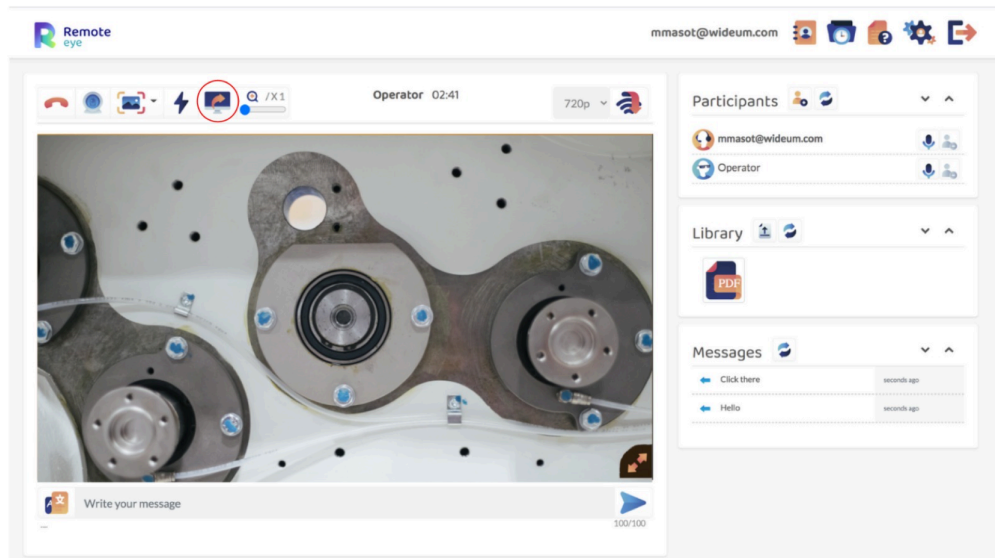 Remote
eye
mmasot@wideum.com
/X1
Operator 02:41
720p
Participants
mmasot@wideum.com
Operator
Library
PDF
Messages
Click there
seconds ago
Hello
seconds ago
A 文
Write your message
100/100
...